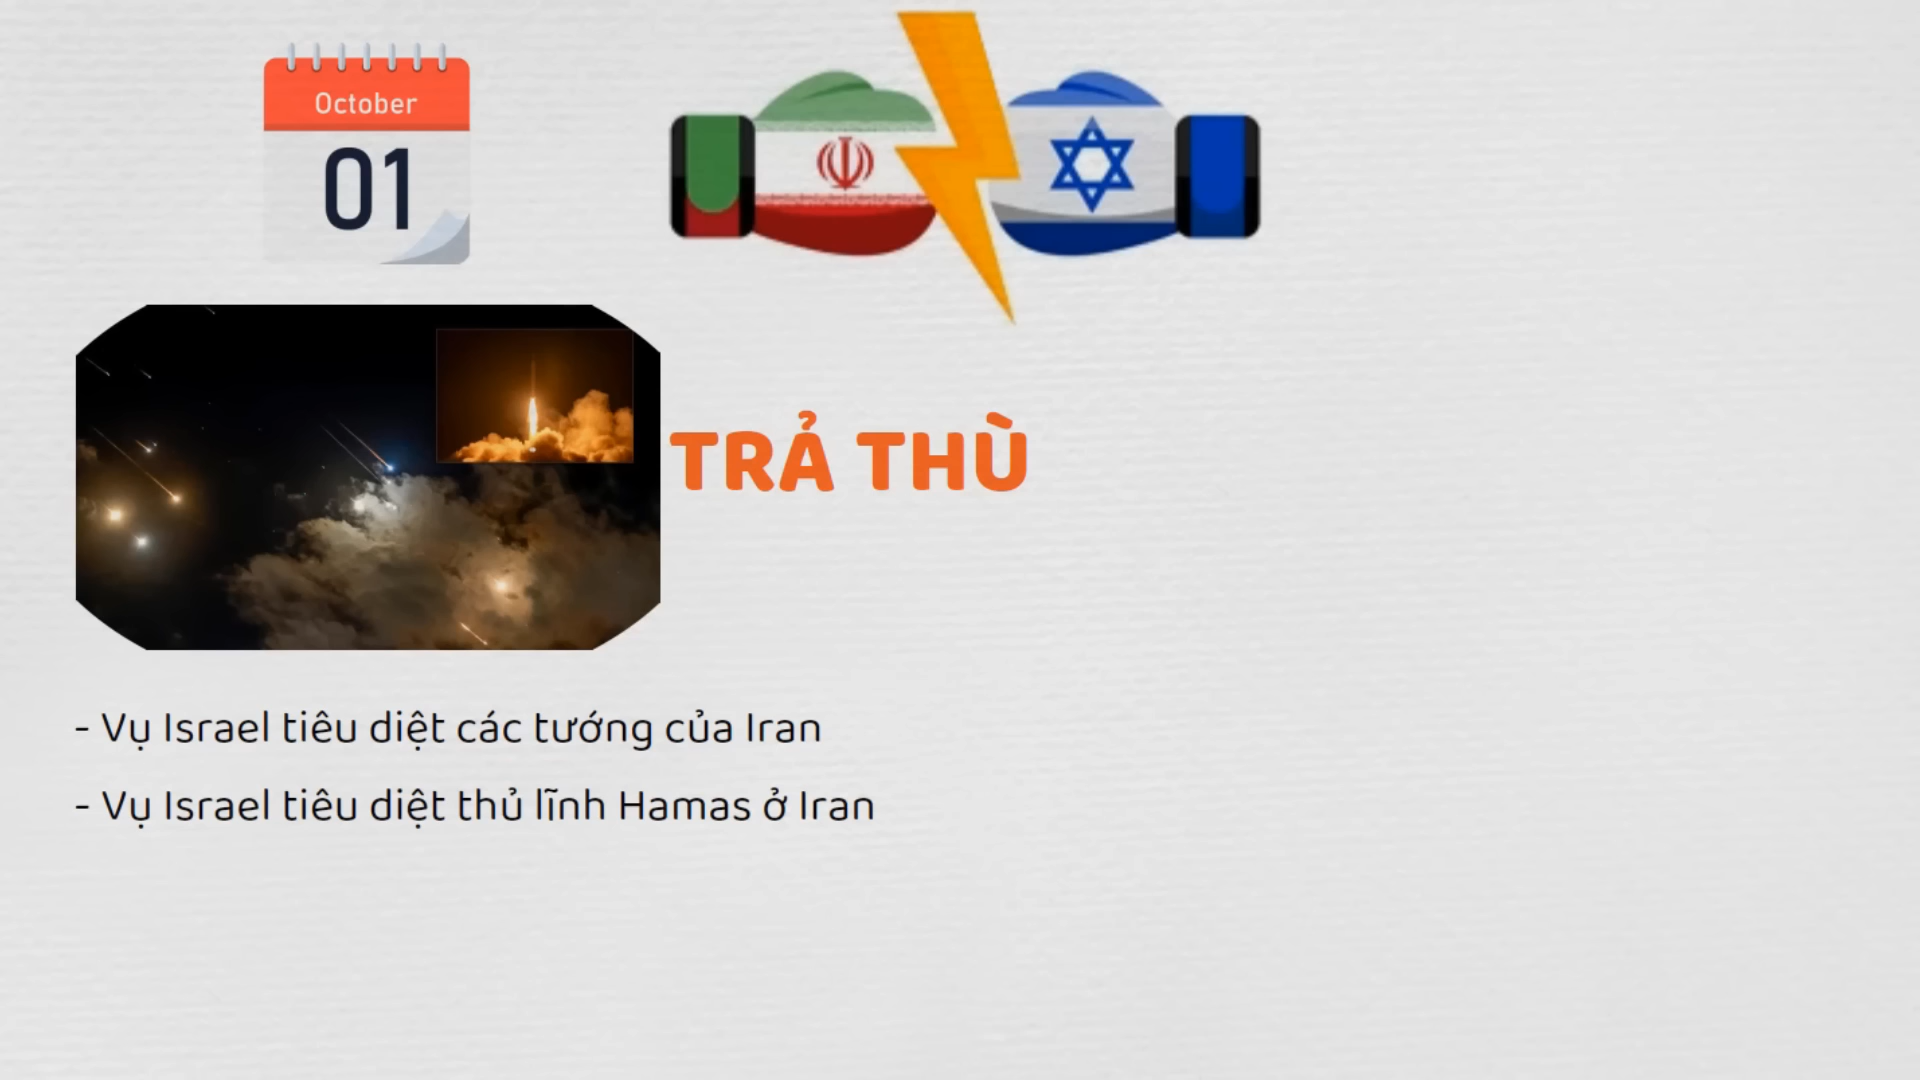 October
01
TRẢ THÙ
- Vụ Israel tiêu diệt các tướng của Iran
- Vụ Israel tiêu diệt thủ lĩnh Hamas ở Iran